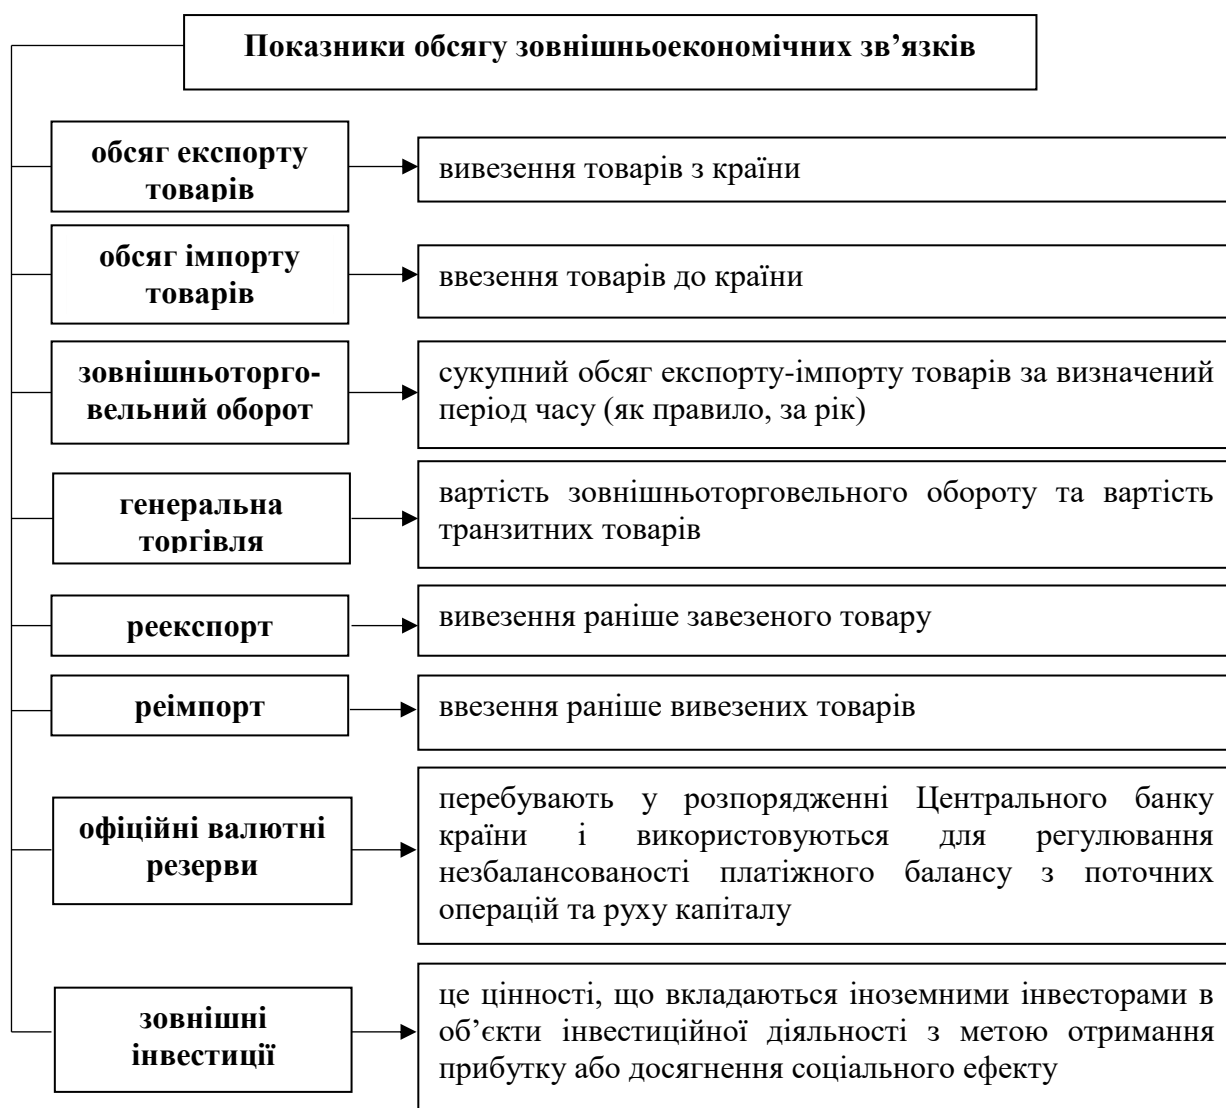 Показники обсягу зовнішньоекономічних зв’язків
обсяг експорту
товарів
вивезення товарів з країни
обсяг імпорту
товарів
ввезення товарів до країни
зовнішньоторго-
вельний оборот
сукупний обсяг експорту-імпорту товарів за визначений
період часу (як правило, за рік)
генеральна
торгівля
вартість зовнішньоторговельного обороту та вартість
транзитних товарів
реекспорт
вивезення раніше завезеного товару
реімпорт
ввезення раніше вивезених товарів
офіційні валютні
резерви
перебувають у розпорядженні Центрального банку
країни і використовуються для регулювання
незбалансованості платіжного балансу з поточних
операцій та руху капіталу
зовнішні
інвестиції
це цінності, що вкладаються іноземними інвесторами в
об’єкти інвестиційної діяльності з метою отримання
прибутку або досягнення соціального ефекту